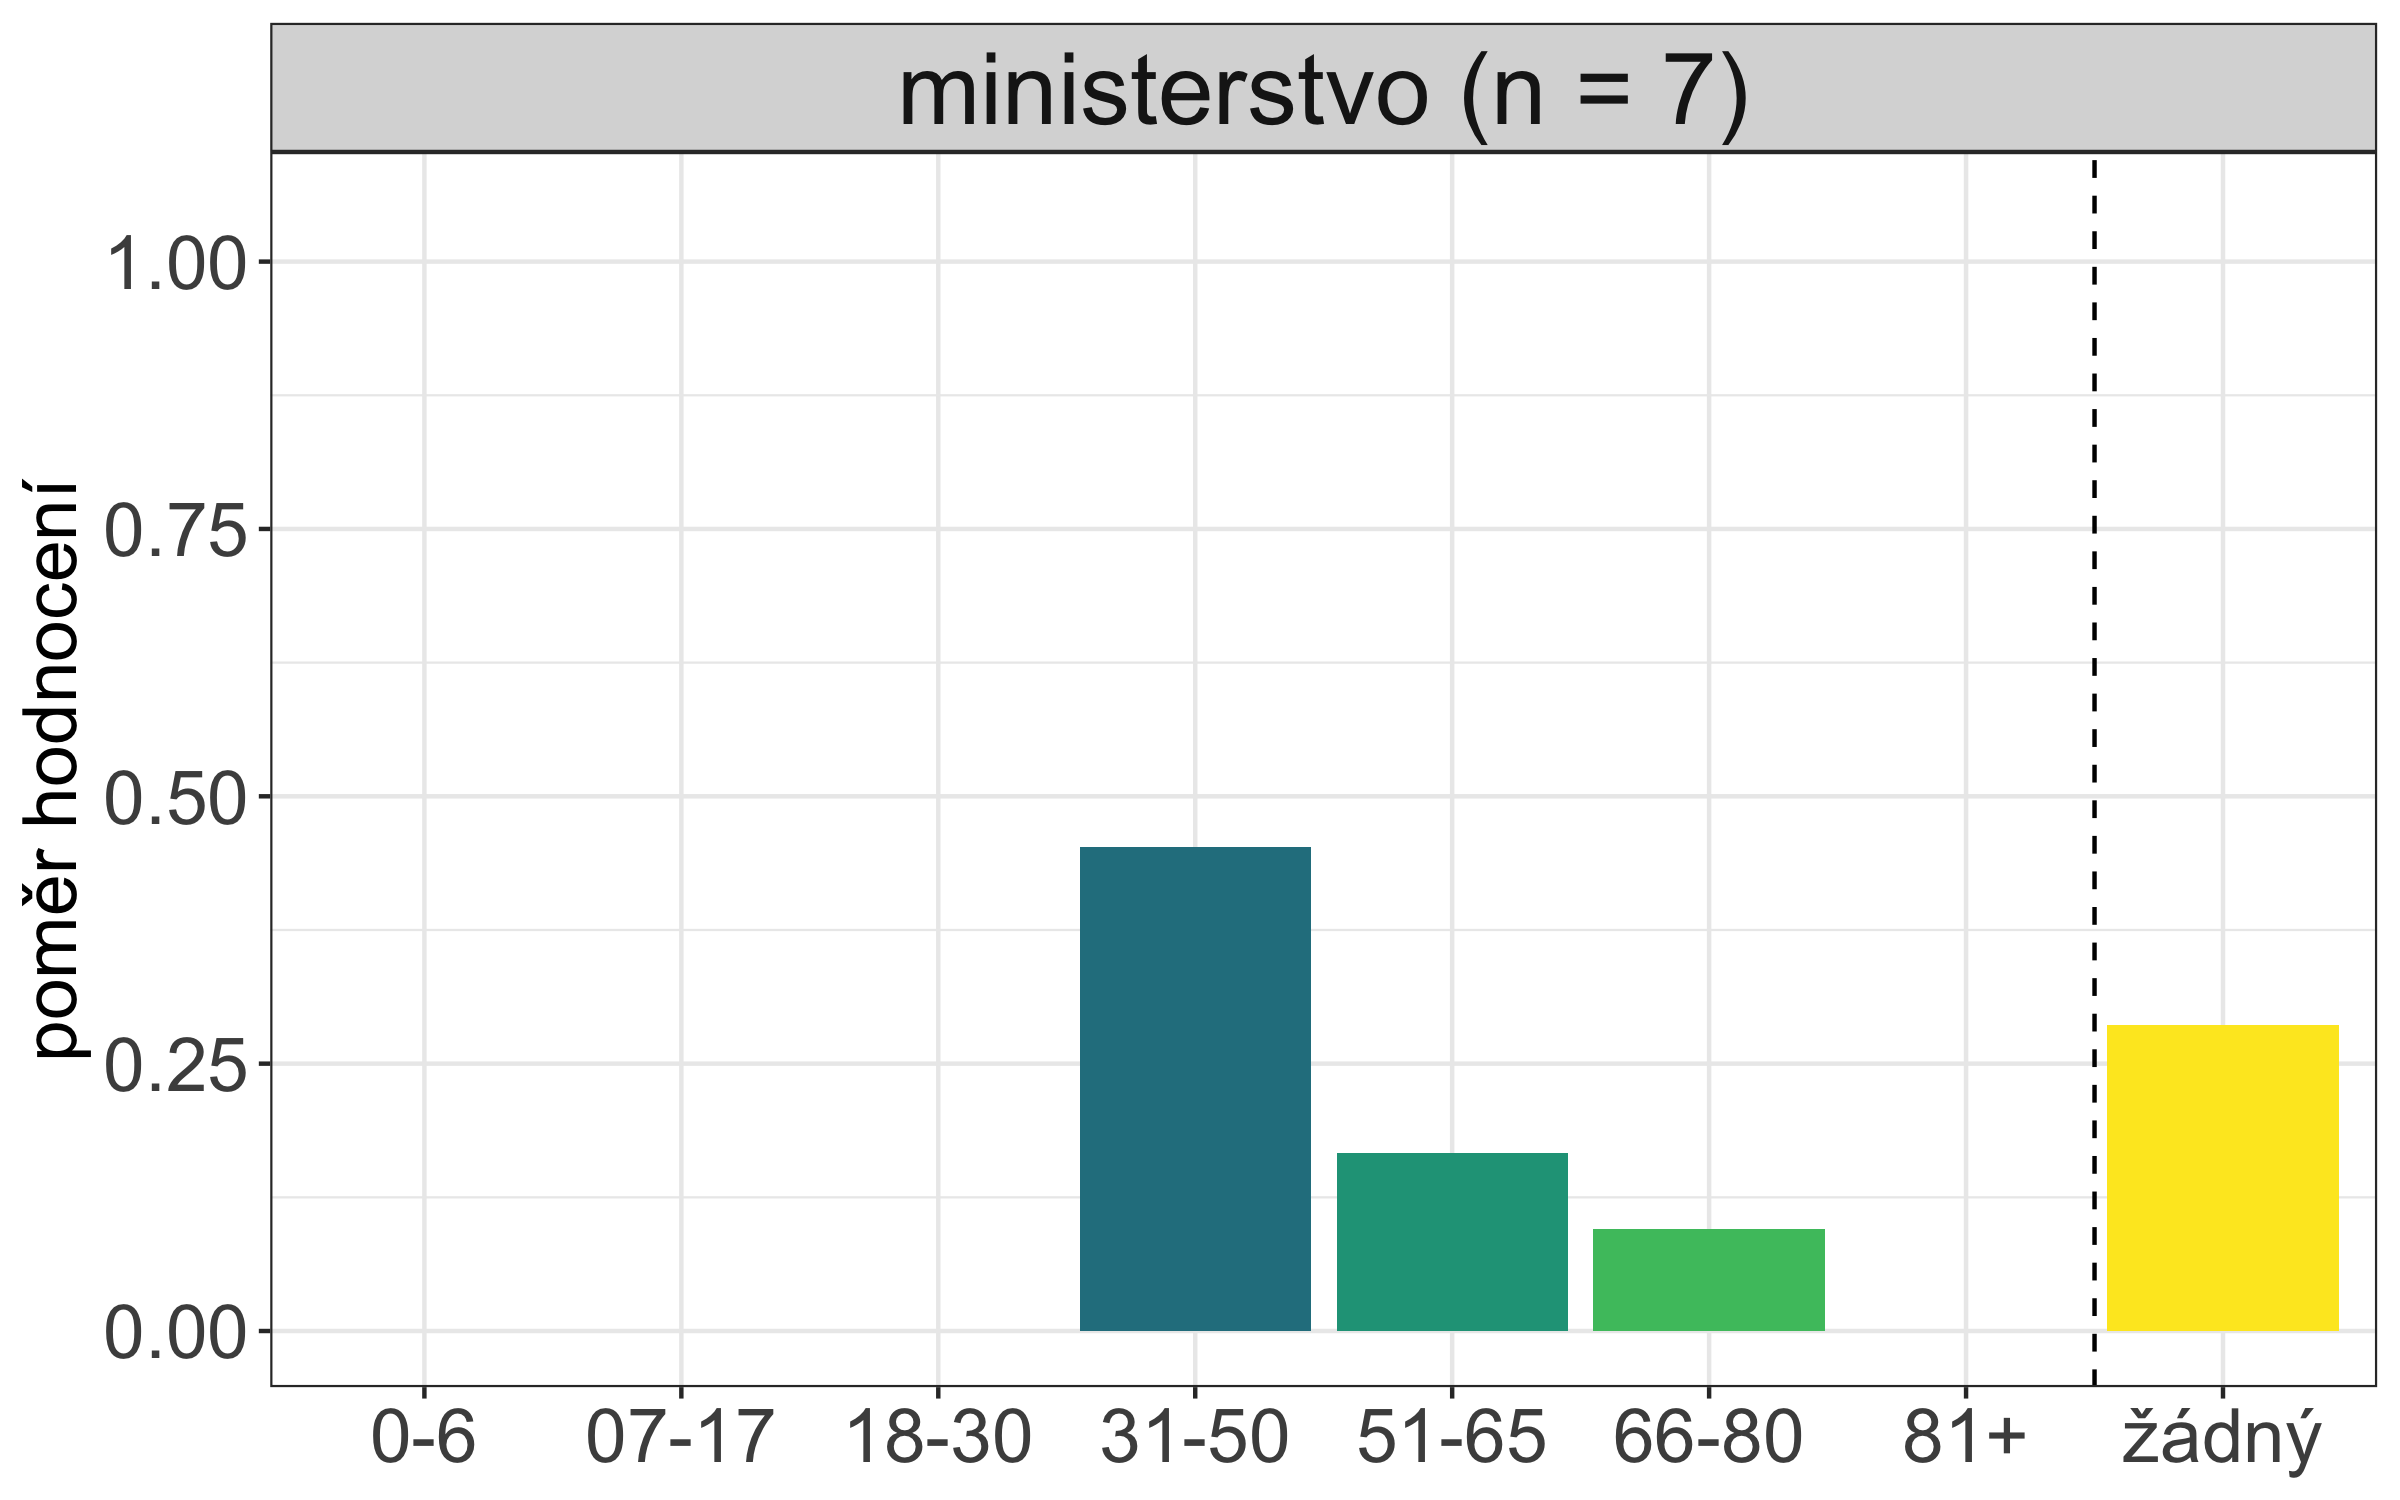 ministerstvo (n = 7)
poměr hodnocení
1.00
0.75
0.50
0.25
0.00
0-6 07-17 18-30 31-50 51-65 66-80 81+ žádný